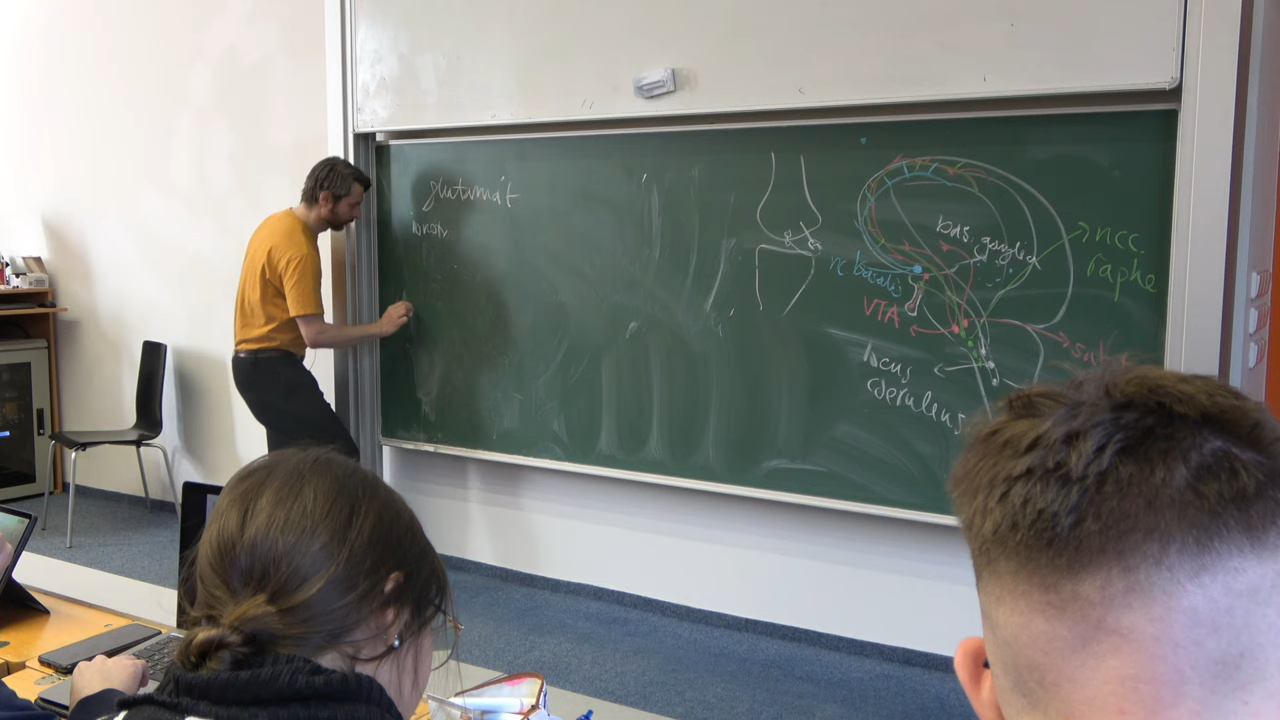 glutamát
bas. ganglia
ncc.
raphe
n. basalis
VTA
locus
coeruleus